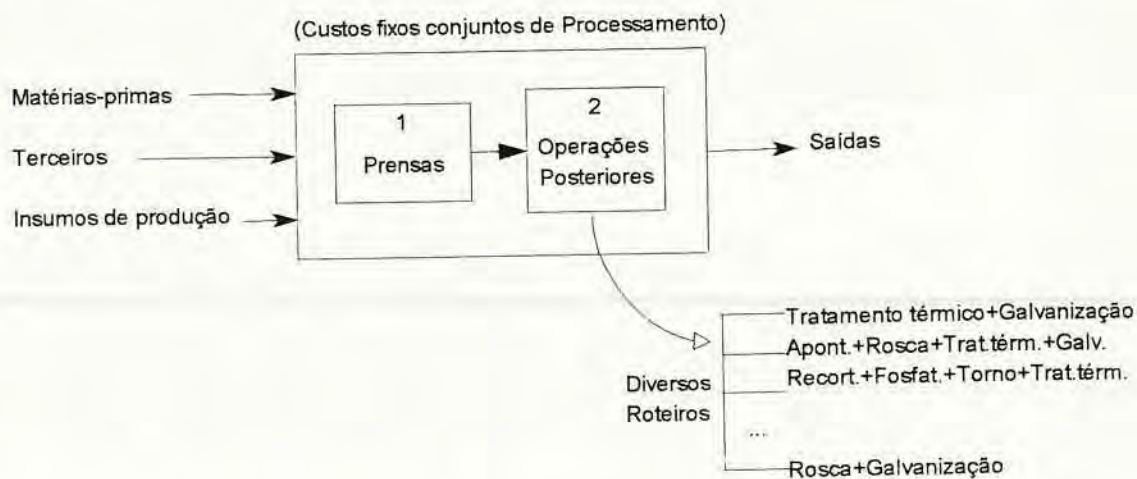 (Custos fixos conjuntos de Processamento)
Matérias-primas
Terceiros
Insumos de produção
1
Prensas
2
Operações
Posteriores
Saídas
Diversos
Roteiros
Tratamento térmico+Galvanização
Apont.+Rosca+Trat.térm.+Galv.
Recort.+Fosfat.+Torno+Trat.térm.
...
Rosca+Galvanização